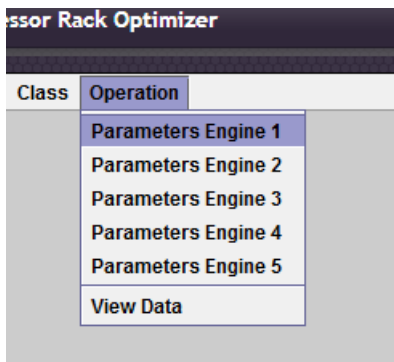 ssor Rack Optimizer
Class Operation
Parameters Engine 1
Parameters Engine 2
Parameters Engine 3
Parameters Engine 4
Parameters Engine 5
View Data